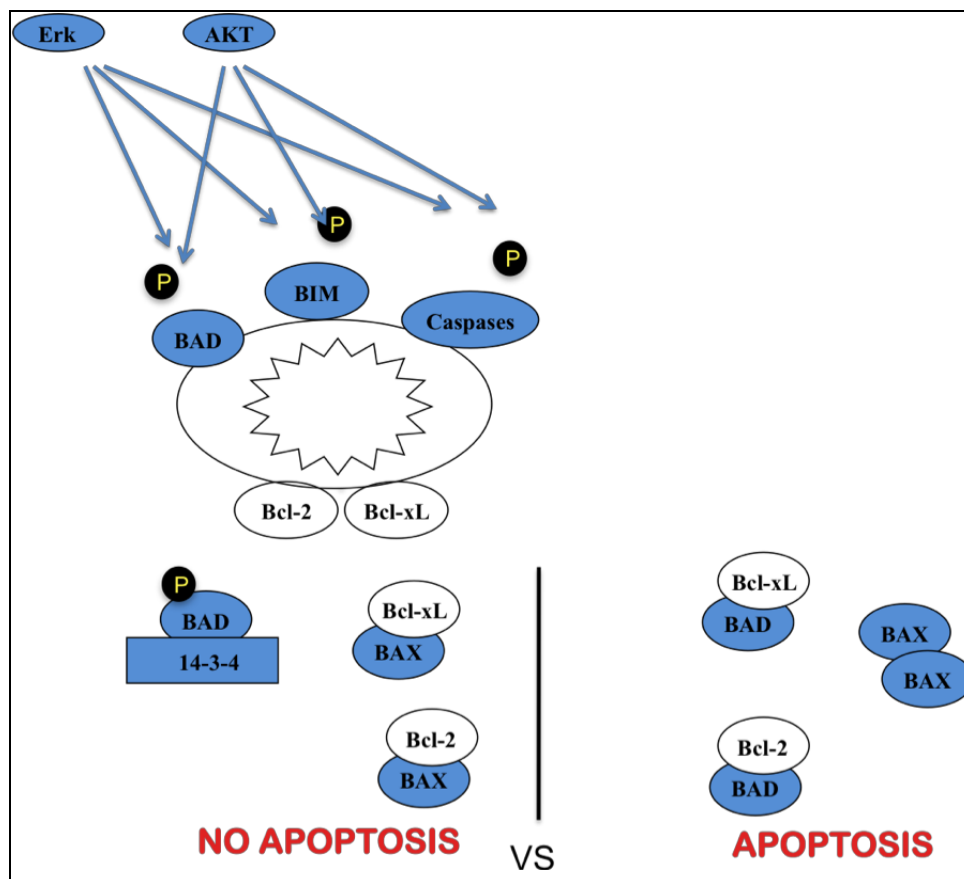 Erk
AKT
P
P
P
BIM
Caspases
BAD
Bcl-2
Bcl-xL
P
BAD
14-3-4
Bcl-xL
BAX
Bcl-2
BAX
NO APOPTOSIS
VS
Bcl-xL
BAD
BAX
BAX
Bcl-2
BAD
APOPTOSIS